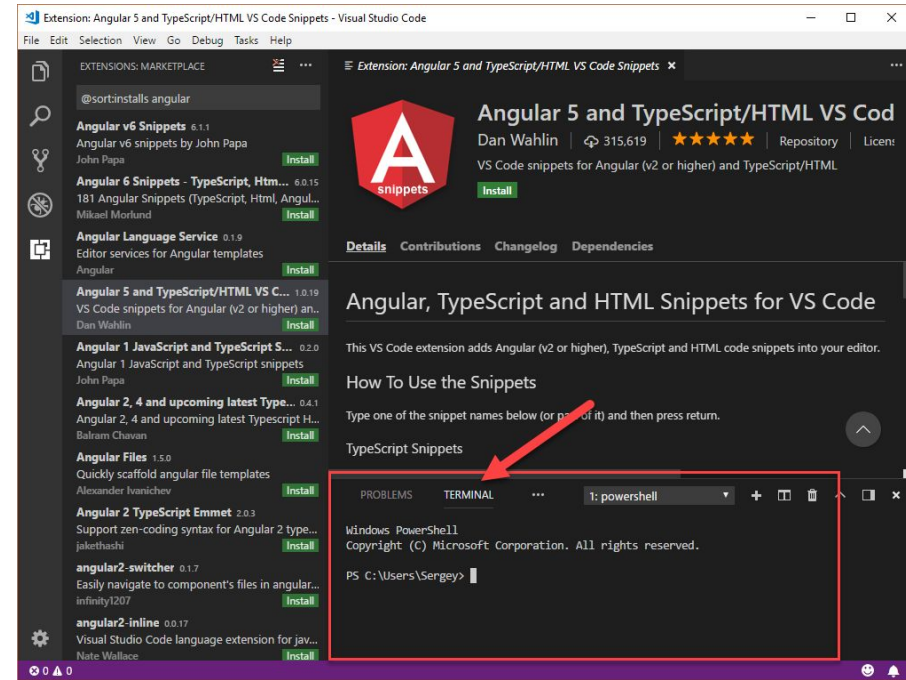 Extension: Angular 5 and TypeScript/HTML VS Code Snippets - Visual Studio Code
File Edit Selection View Go Debug Tasks Help
EXTENSIONS: MARKETPLACE
@sort:installs angular
Angular v6 Snippets 6.1.1
Angular v6 snippets by John Papa
John Papa Install
Angular 6 Snippets - TypeScript, Htm... 6.0.15
181 Angular Snippets (TypeScript, Html, Angul...
Mikael Morlund Install
Angular Language Service 0.1.9
Editor services for Angular templates
Angular Install
Angular 5 and TypeScript/HTML VS C... 1.0.19
VS Code snippets for Angular (v2 or higher) an..
Dan Wahlin Install
Angular 1 JavaScript and TypeScript S... 0.2.0
Angular 1 JavaScript and TypeScript snippets
John Papa Install
Angular 2, 4 and upcoming latest Type... 0.4.1
Angular 2, 4 and upcoming latest Typescript H...
Balram Chavan Install
Angular Files 1.5.0
Quickly scaffold angular file templates
Alexander Ivanichev Install
Angular 2 TypeScript Emmet 2.0.3
Support zen-coding syntax for Angular 2 type...
jakethashi Install
angular2-switcher 0.1.7
Easily navigate to component's files in angular...
infinity1207 Install
angular2-inline 0.0.17
Visual Studio Code language extension for jav...
Nate Wallace Install
Extension: Angular 5 and TypeScript/HTML VS Code Snippets
A
snippets
Angular 5 and TypeScript/HTML VS Cod
Dan Wahlin 315,619 Repository Licens
VS Code snippets for Angular (v2 or higher) and TypeScript/HTML
Install
Details Contributions Changelog Dependencies
Angular, TypeScript and HTML Snippets for VS Code
This VS Code extension adds Angular (v2 or higher), TypeScript and HTML code snippets into your editor.
How To Use the Snippets
Type one of the snippet names below (or of it) and then press return.
TypeScript Snippets
PROBLEMS TERMINAL ... 1: powershell
Windows PowerShell
Copyright (C) Microsoft Corporation. All rights reserved.
PS C:\Users\Sergey>
0 0